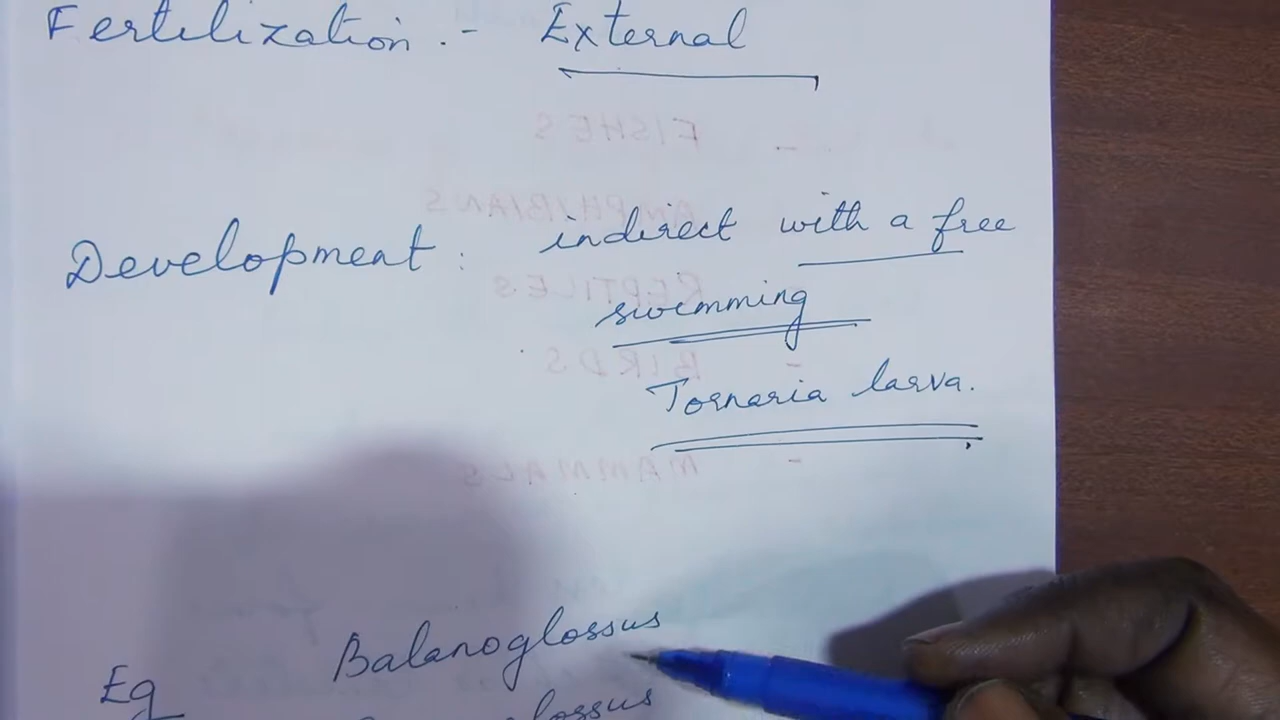 Fertilization :- External
Development : indirect with a free
swimming
Tornaria larva.
Eg Balanoglossus